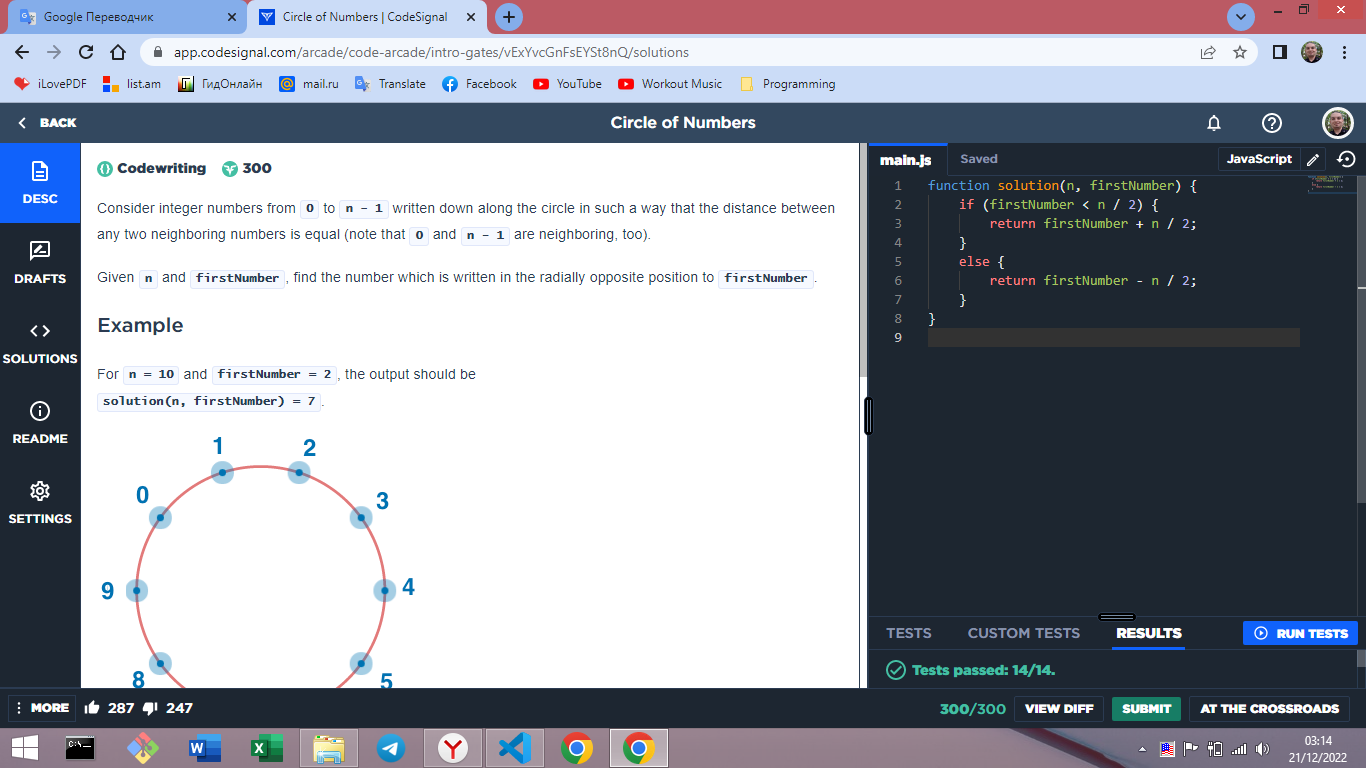 Google Переводчик
Circle of Numbers | CodeSignal
app.codesignal.com/arcade/code-arcade/intro-gates/vExYvcGnFsEYSt8nQ/solutions
iLovePDF list.am ГидОнлайн mail.ru Translate Facebook YouTube Workout Music Programming
BACK
Circle of Numbers
DESC
DRAFTS
SOLUTIONS
README
SETTINGS
Codewriting 300
Consider integer numbers from 0 to n - 1 written down along the circle in such a way that the distance between
any two neighboring numbers is equal (note that 0 and n - 1 are neighboring, too).
Given n and firstNumber, find the number which is written in the radially opposite position to firstNumber.
Example
For n = 10 and firstNumber = 2, the output should be
solution(n, firstNumber) = 7.
1 2
0 3
9 4
8 5
main.js Saved JavaScript
1 function solution(n, firstNumber) {
2 if (firstNumber < n / 2) {
3 return firstNumber + n / 2;
4 }
5 else {
6 return firstNumber - n / 2;
7 }
8 }
9
TESTS CUSTOM TESTS RESULTS RUN TESTS
Tests passed: 14/14.
MORE 287 247
300/300 VIEW DIFF SUBMIT AT THE CROSSROADS
03:14
21/12/2022